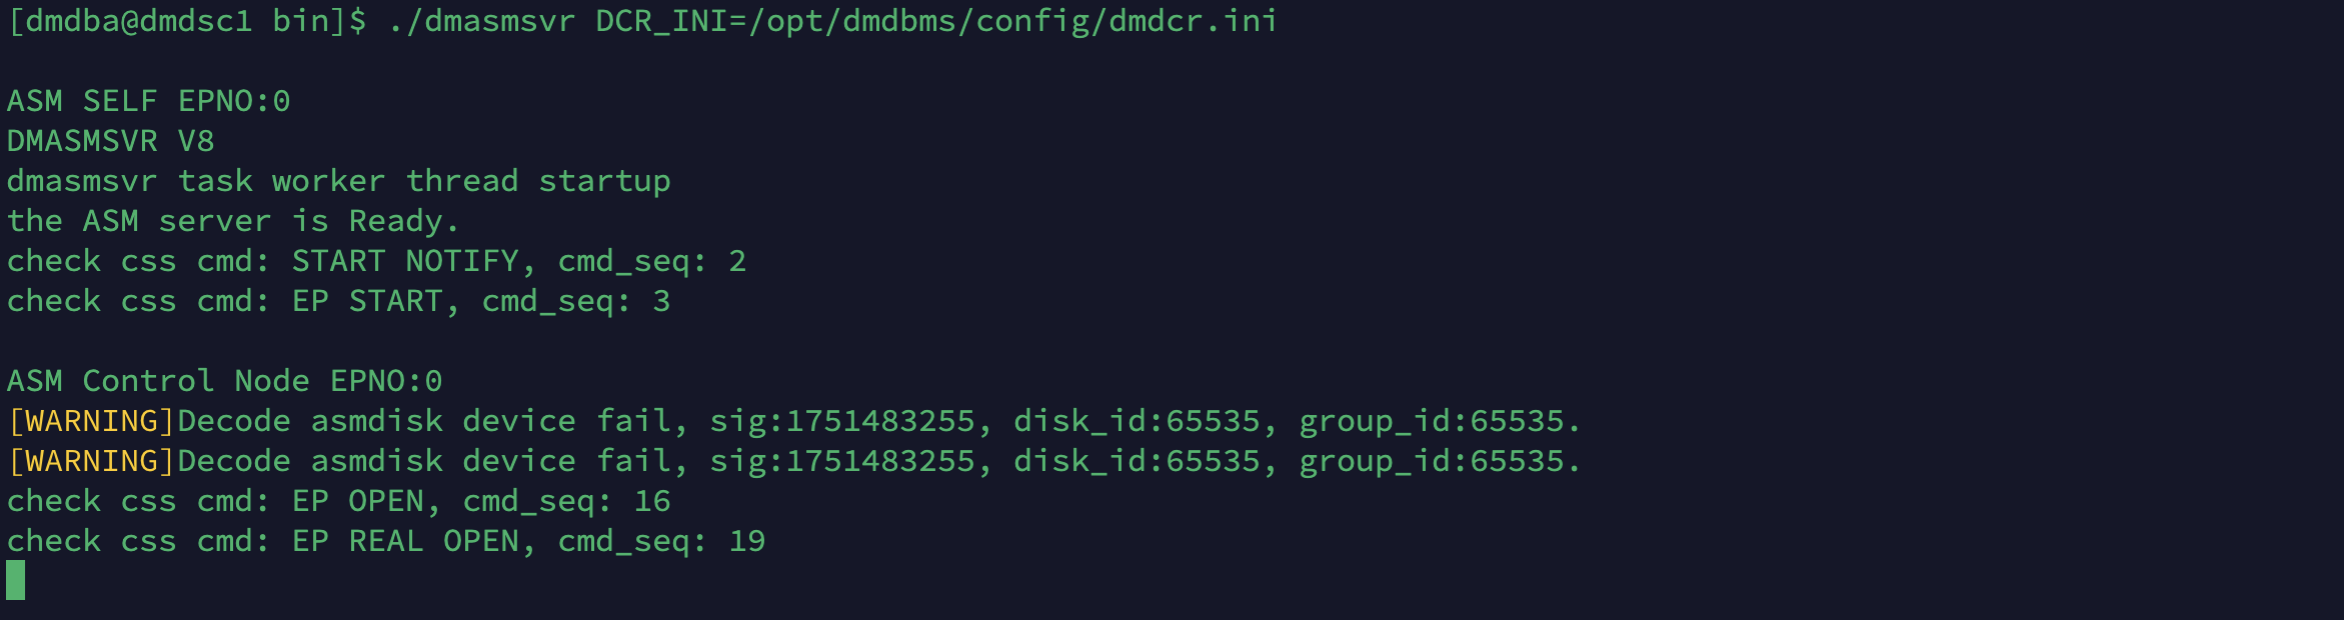 [dmdba@dmdsc1 bin]$ ./dmasmsvr DCR_INI=/opt/dmdbms/config/dmdcr.ini
ASM SELF EPNO:0
DMASMSVR V8
dmasmsvr task worker thread startup
the ASM server is Ready.
check css cmd: START NOTIFY, cmd_seq: 2
check css cmd: EP START, cmd_seq: 3
ASM Control Node EPNO:0
[WARNING]Decode asmdisk device fail, sig:1751483255, disk_id:65535, group_id:65535.
[WARNING]Decode asmdisk device fail, sig:1751483255, disk_id:65535, group_id:65535.
check css cmd: EP OPEN, cmd_seq: 16
check css cmd: EP REAL OPEN, cmd_seq: 19